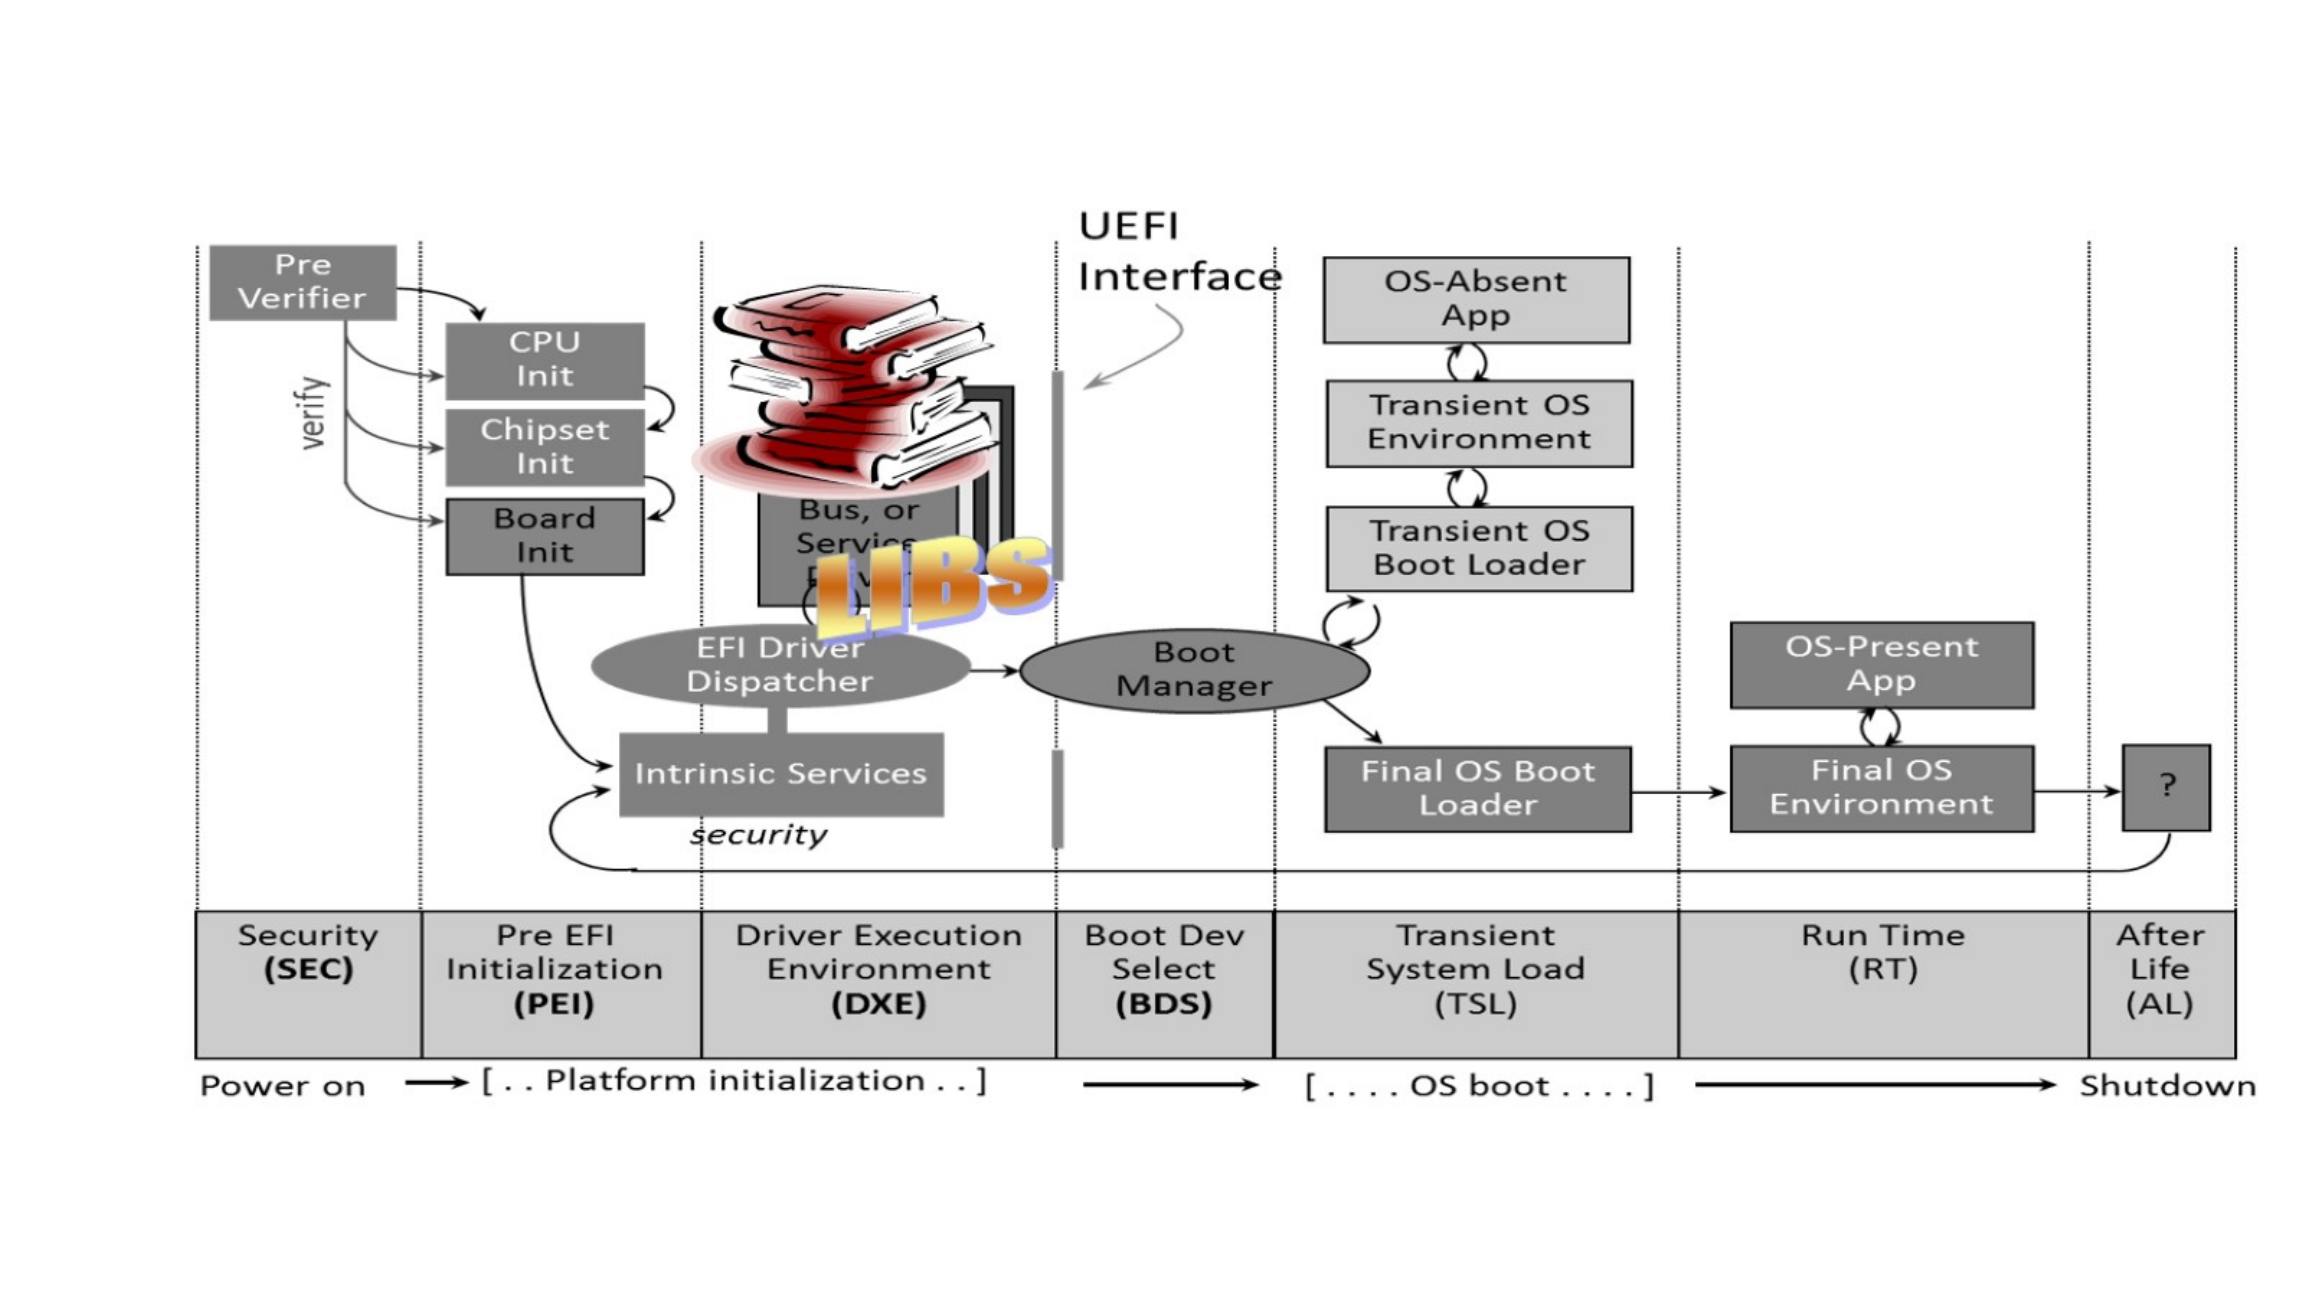 UEFI
Interface
Pre
Verifier
verify
CPU
Init
Chipset
Init
Board
Init
Bus, or
Service
LIBS
EFI Driver
Dispatcher
Intrinsic Services
security
Boot
Manager
OS-Absent
App
Transient OS
Environment
Transient OS
Boot Loader
Final OS Boot
Loader
OS-Present
App
Final OS
Environment
?
Security
(SEC)
Pre EFI
Initialization
(PEI)
Driver Execution
Environment
(DXE)
Boot Dev
Select
(BDS)
Transient
System Load
(TSL)
Run Time
(RT)
After
Life
(AL)
Power on
[ . . Platform initialization . . ]
[ . . . . OS boot . . . . ]
Shutdown